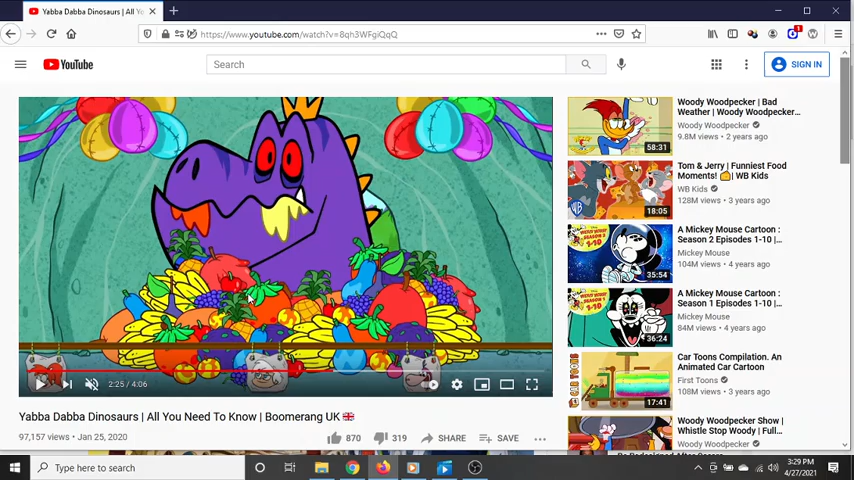 Yabba Dabba Dinosaurs | All You
https://www.youtube.com/watch?v=8qh3WFgiQgQ
1
YouTube
Search
SIGN IN
2:25 / 4:06
Yabba Dabba Dinosaurs | All You Need To Know | Boomerang UK 🇬🇧
97,157 views • Jan 25, 2020
870
319
SHARE
SAVE
58:31
Woody Woodpecker | Bad
Weather | Woody Woodpecker...
Woody Woodpecker
9.8M views • 2 years ago
18:05
Tom & Jerry | Funniest Food
Moments! 🧀| WB Kids
WB Kids
128M views • 3 years ago
35:54
A Mickey Mouse Cartoon :
Season 2 Episodes 1-10 |...
Mickey Mouse
104M views • 4 years ago
36:24
A Mickey Mouse Cartoon :
Season 1 Episodes 1-10 |...
Mickey Mouse
84M views • 4 years ago
17:41
Car Toons Compilation. An
Animated Car Cartoon
First Toons
108M views • 3 years ago
Woody Woodpecker Show |
Whistle Stop Woody | Full...
Woody Woodpecker
Type here to search
3:29 PM
4/27/2021